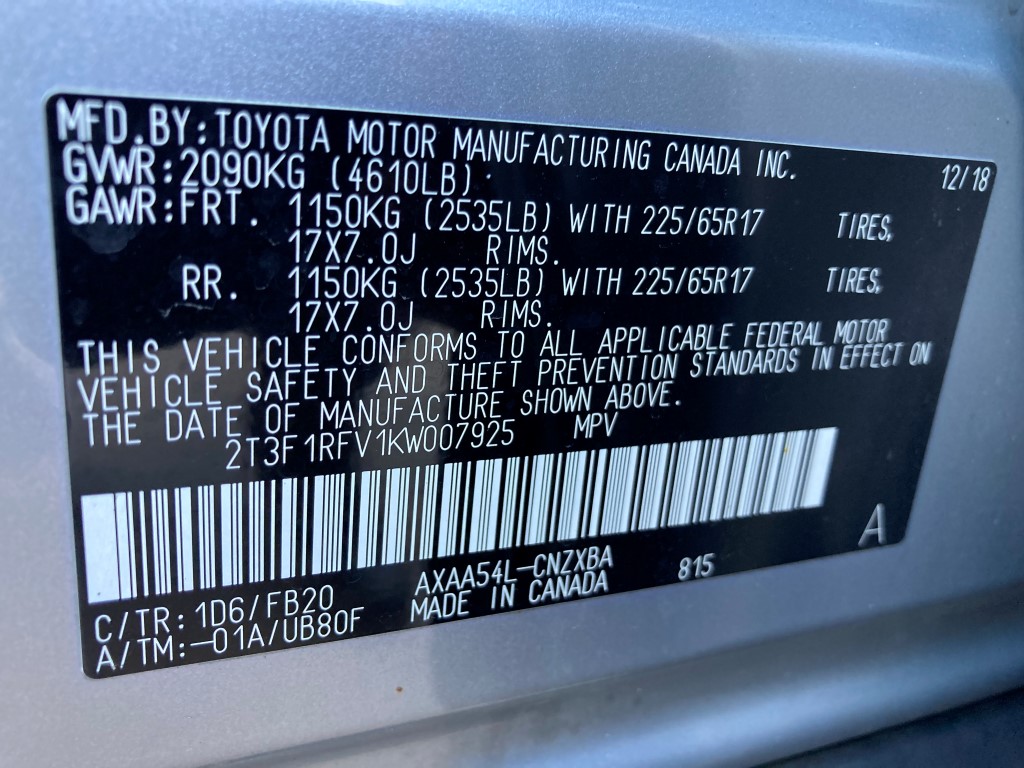 MFD.BY:TOYOTA MOTOR MANUFACTURING CANADA INC. 12/18
GVWR:2090KG (4610LB)
GAWR:FRT. 1150KG (2535LB) WITH 225/65R17 TIRES,
17X7.0J RIMS.
RR. 1150KG (2535LB) WITH 225/65R17 TIRES,
17X7.0J RIMS.
THIS VEHICLE CONFORMS TO ALL APPLICABLE FEDERAL MOTOR
VEHICLE SAFETY AND THEFT PREVENTION STANDARDS IN EFFECT ON
THE DATE OF MANUFACTURE SHOWN ABOVE.
2T3F1RFV1KW007925 MPV
A
C/TR: 1D6/FB20 AXAA54L-CNZXBA 815
A/TM:-01A/UB80F MADE IN CANADA